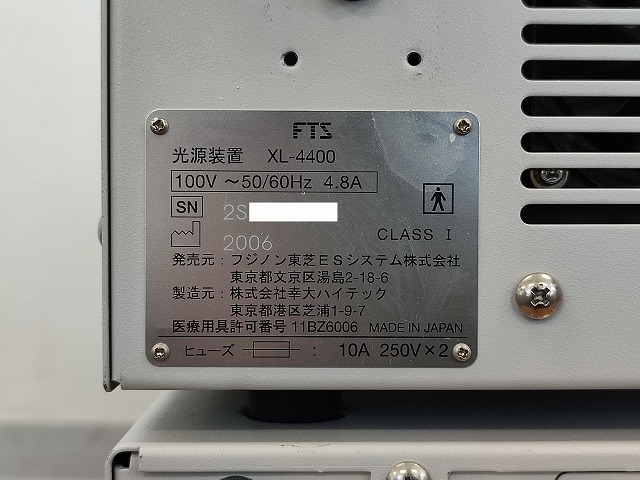 FTS
光源装置 XL-4400
100V ～50/60Hz 4.8A
SN 2S
2006 CLASS I
発売元：フジノン東芝ESシステム株式会社
東京都文京区湯島2-18-6
製造元：株式会社幸大ハイテック
東京都港区芝浦1-9-7
医療用具許可番号 11BZ6006 MADE IN JAPAN
ヒューズ : 10A 250V×2